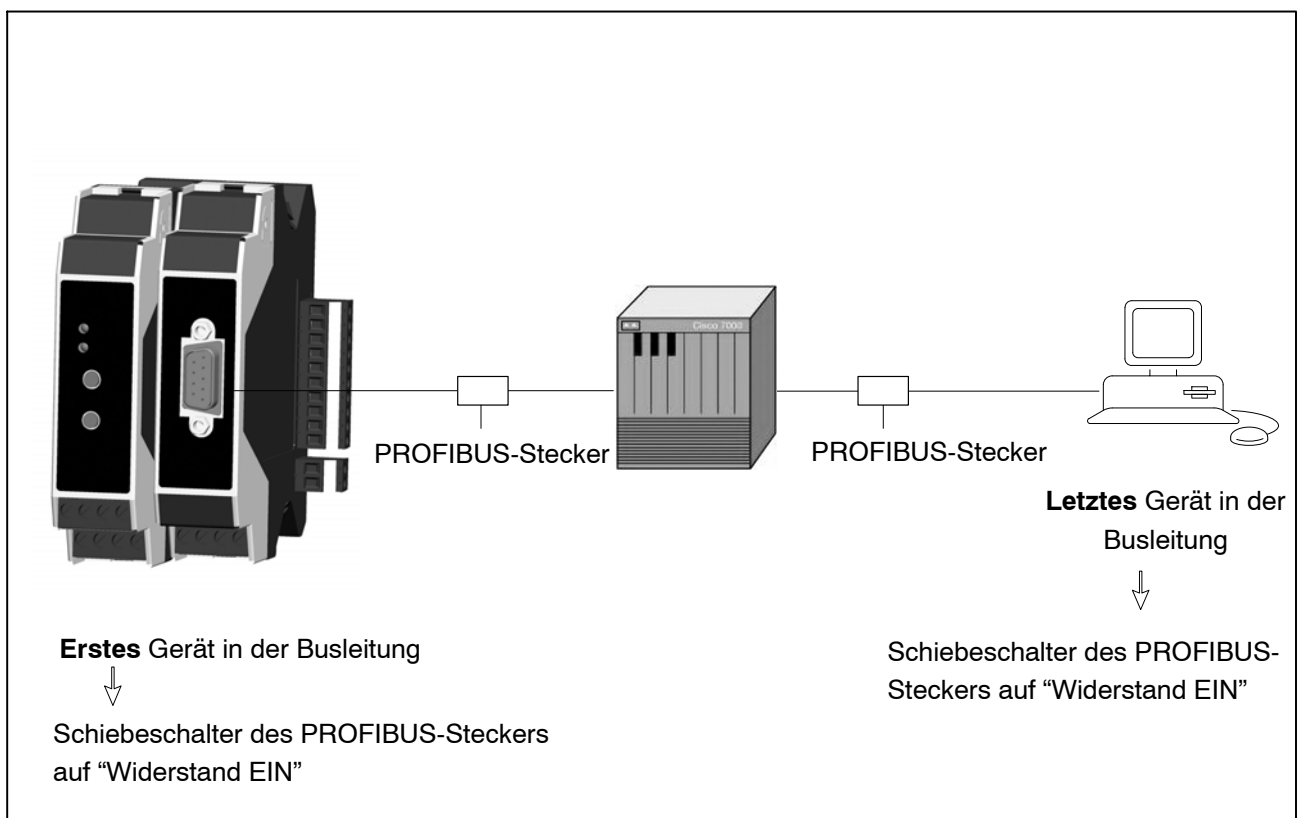 Cisco 7000
PROFIBUS-Stecker
PROFIBUS-Stecker
Letztes Gerät in der
Busleitung
Erstes Gerät in der Busleitung
Schiebeschalter des PROFIBUS-
Steckers auf “Widerstand EIN”
Schiebeschalter des PROFIBUS-Steckers
auf “Widerstand EIN”